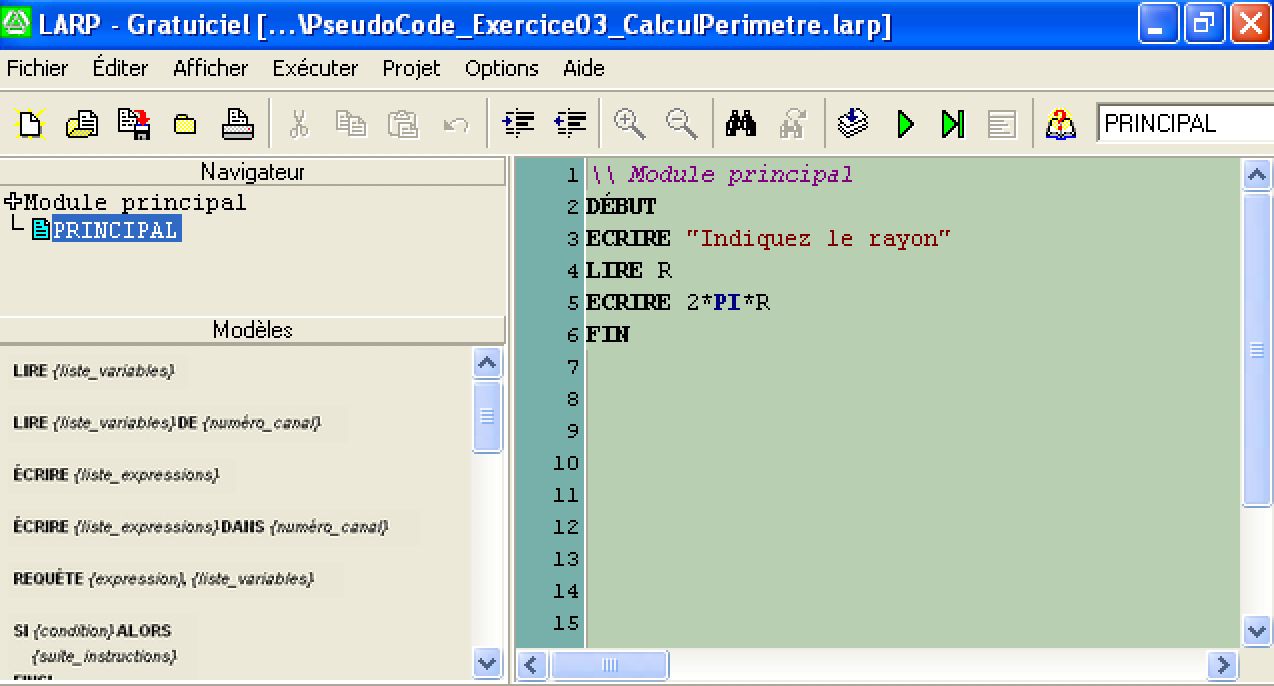 LARP - Gratuiciel [...\PseudoCode_Exercice03_CalculPerimetre.larp]
Fichier Éditer Afficher Exécuter Projet Options Aide
PRINCIPAL
Navigateur
Module principal
PRINCIPAL
Modèles
LIRE {liste_variables}
LIRE {liste_variables} DE {numéro_canal}
ÉCRIRE {liste_expressions}
ÉCRIRE {liste_expressions} DANS {numéro_canal}
REQUÊTE {expression}, {liste_variables}
SI {condition} ALORS
{suite_instructions}
FINSI
1 \\ Module principal
2 DÉBUT
3 ECRIRE "Indiquez le rayon"
4 LIRE R
5 ECRIRE 2*PI*R
6 FIN
7
8
9
10
11
12
13
14
15